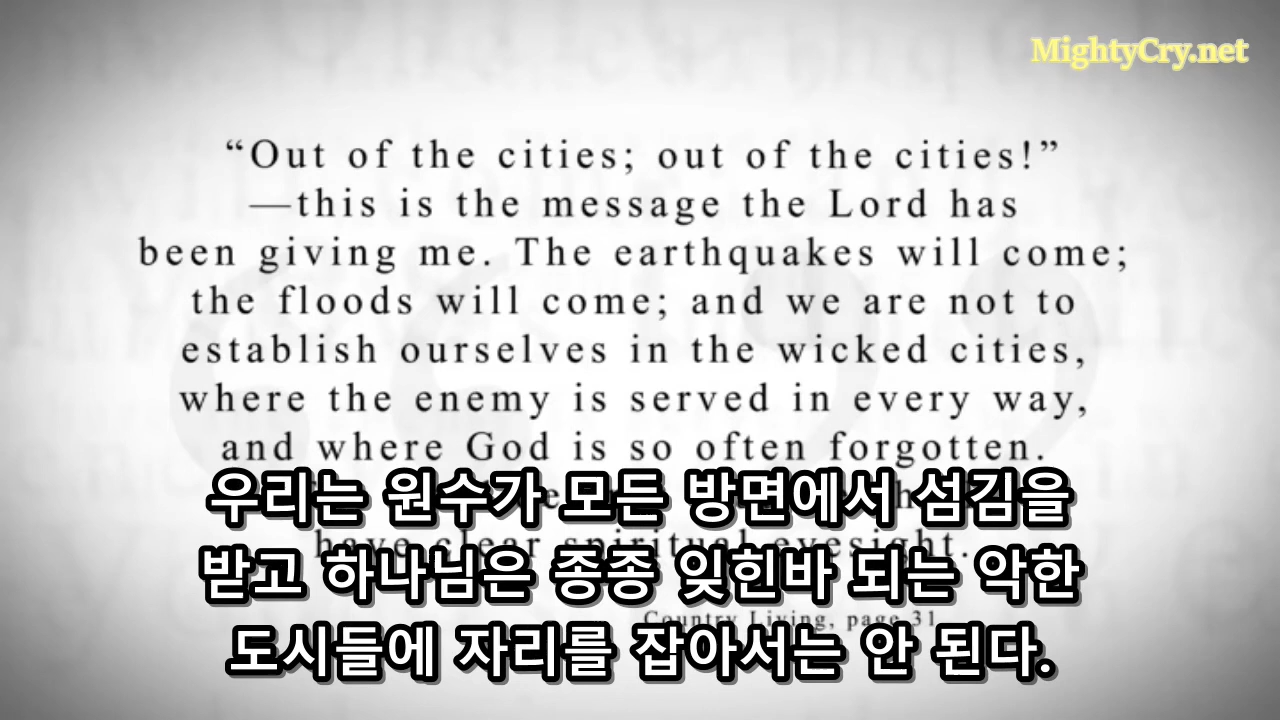 MightyCry.net
“Out of the cities; out of the cities!”
—this is the message the Lord has
been giving me. The earthquakes will come;
the floods will come; and we are not to
establish ourselves in the wicked cities,
where the enemy is served in every way,
and where God is so often forgotten.
우리는 원수가 모든 방면에서 섬김을
have clear spiritual eyesight.
받고 하나님은 종종 잊힌바 되는 악한
Country Living, page 31
도시들에 자리를 잡아서는 안 된다.